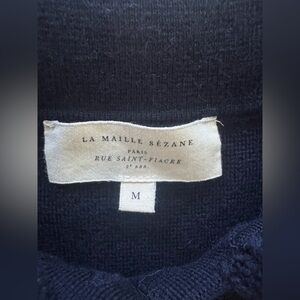 LA MAILLE SÉZANE
PARIS
RUE SAINT-FIACRE
2e ARR.
M